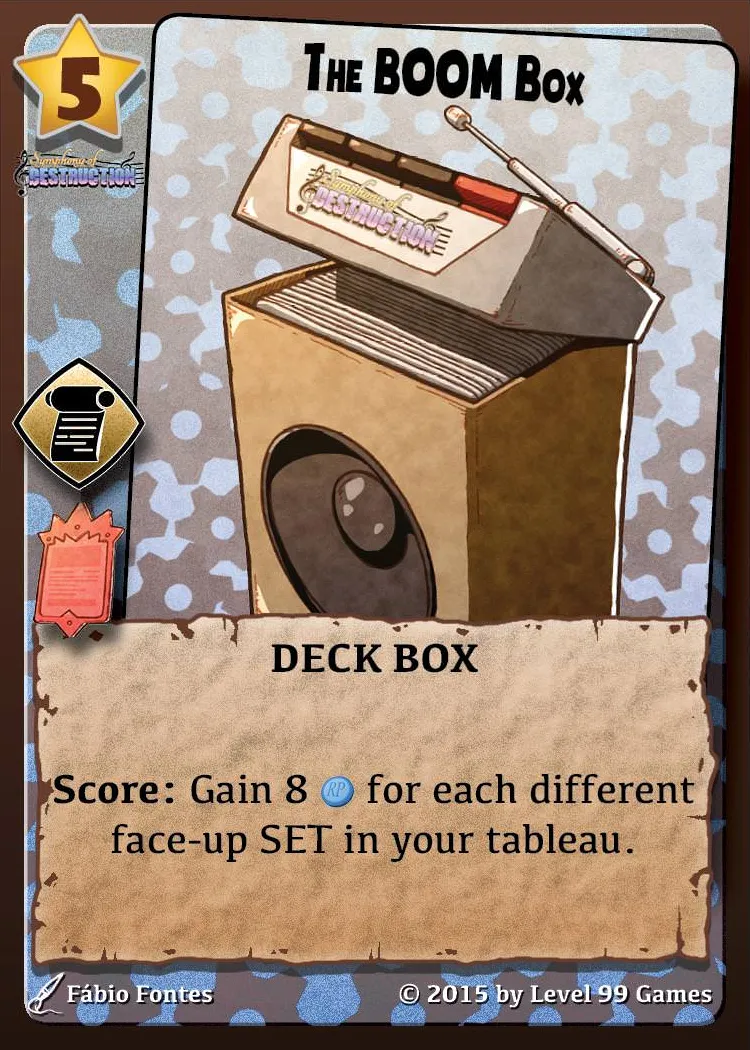 The BOOM Box
5
Symphony of
DESTRUCTION
Symphony of
DESTRUCTION
DECK BOX
Score: Gain 8 RP for each different
face-up SET in your tableau.
Fábio Fontes
© 2015 by Level 99 Games